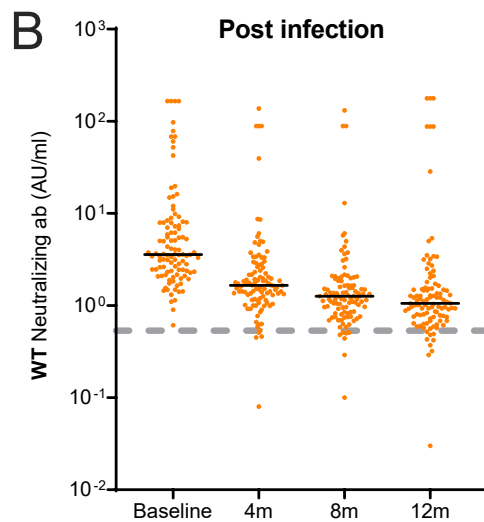 B
Post infection
WT Neutralizing ab (AU/ml)
10³
10²
10¹
10⁰
10⁻¹
10⁻²
Baseline 4m 8m 12m